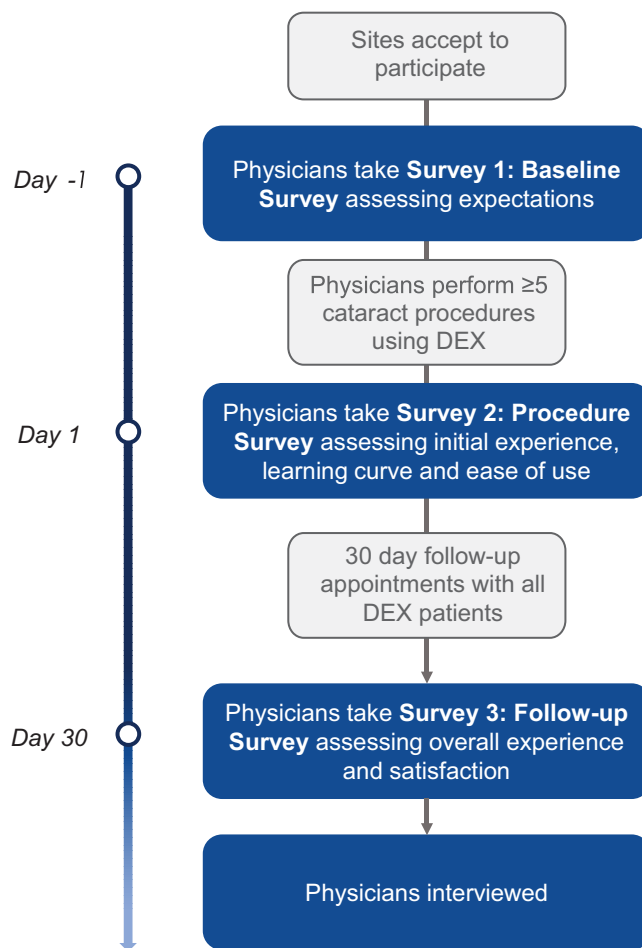 Sites accept to
participate
Day -1
Physicians take Survey 1: Baseline
Survey assessing expectations
Physicians perform ≥5
cataract procedures
using DEX
Day 1
Physicians take Survey 2: Procedure
Survey assessing initial experience,
learning curve and ease of use
30 day follow-up
appointments with all
DEX patients
Day 30
Physicians take Survey 3: Follow-up
Survey assessing overall experience
and satisfaction
Physicians interviewed